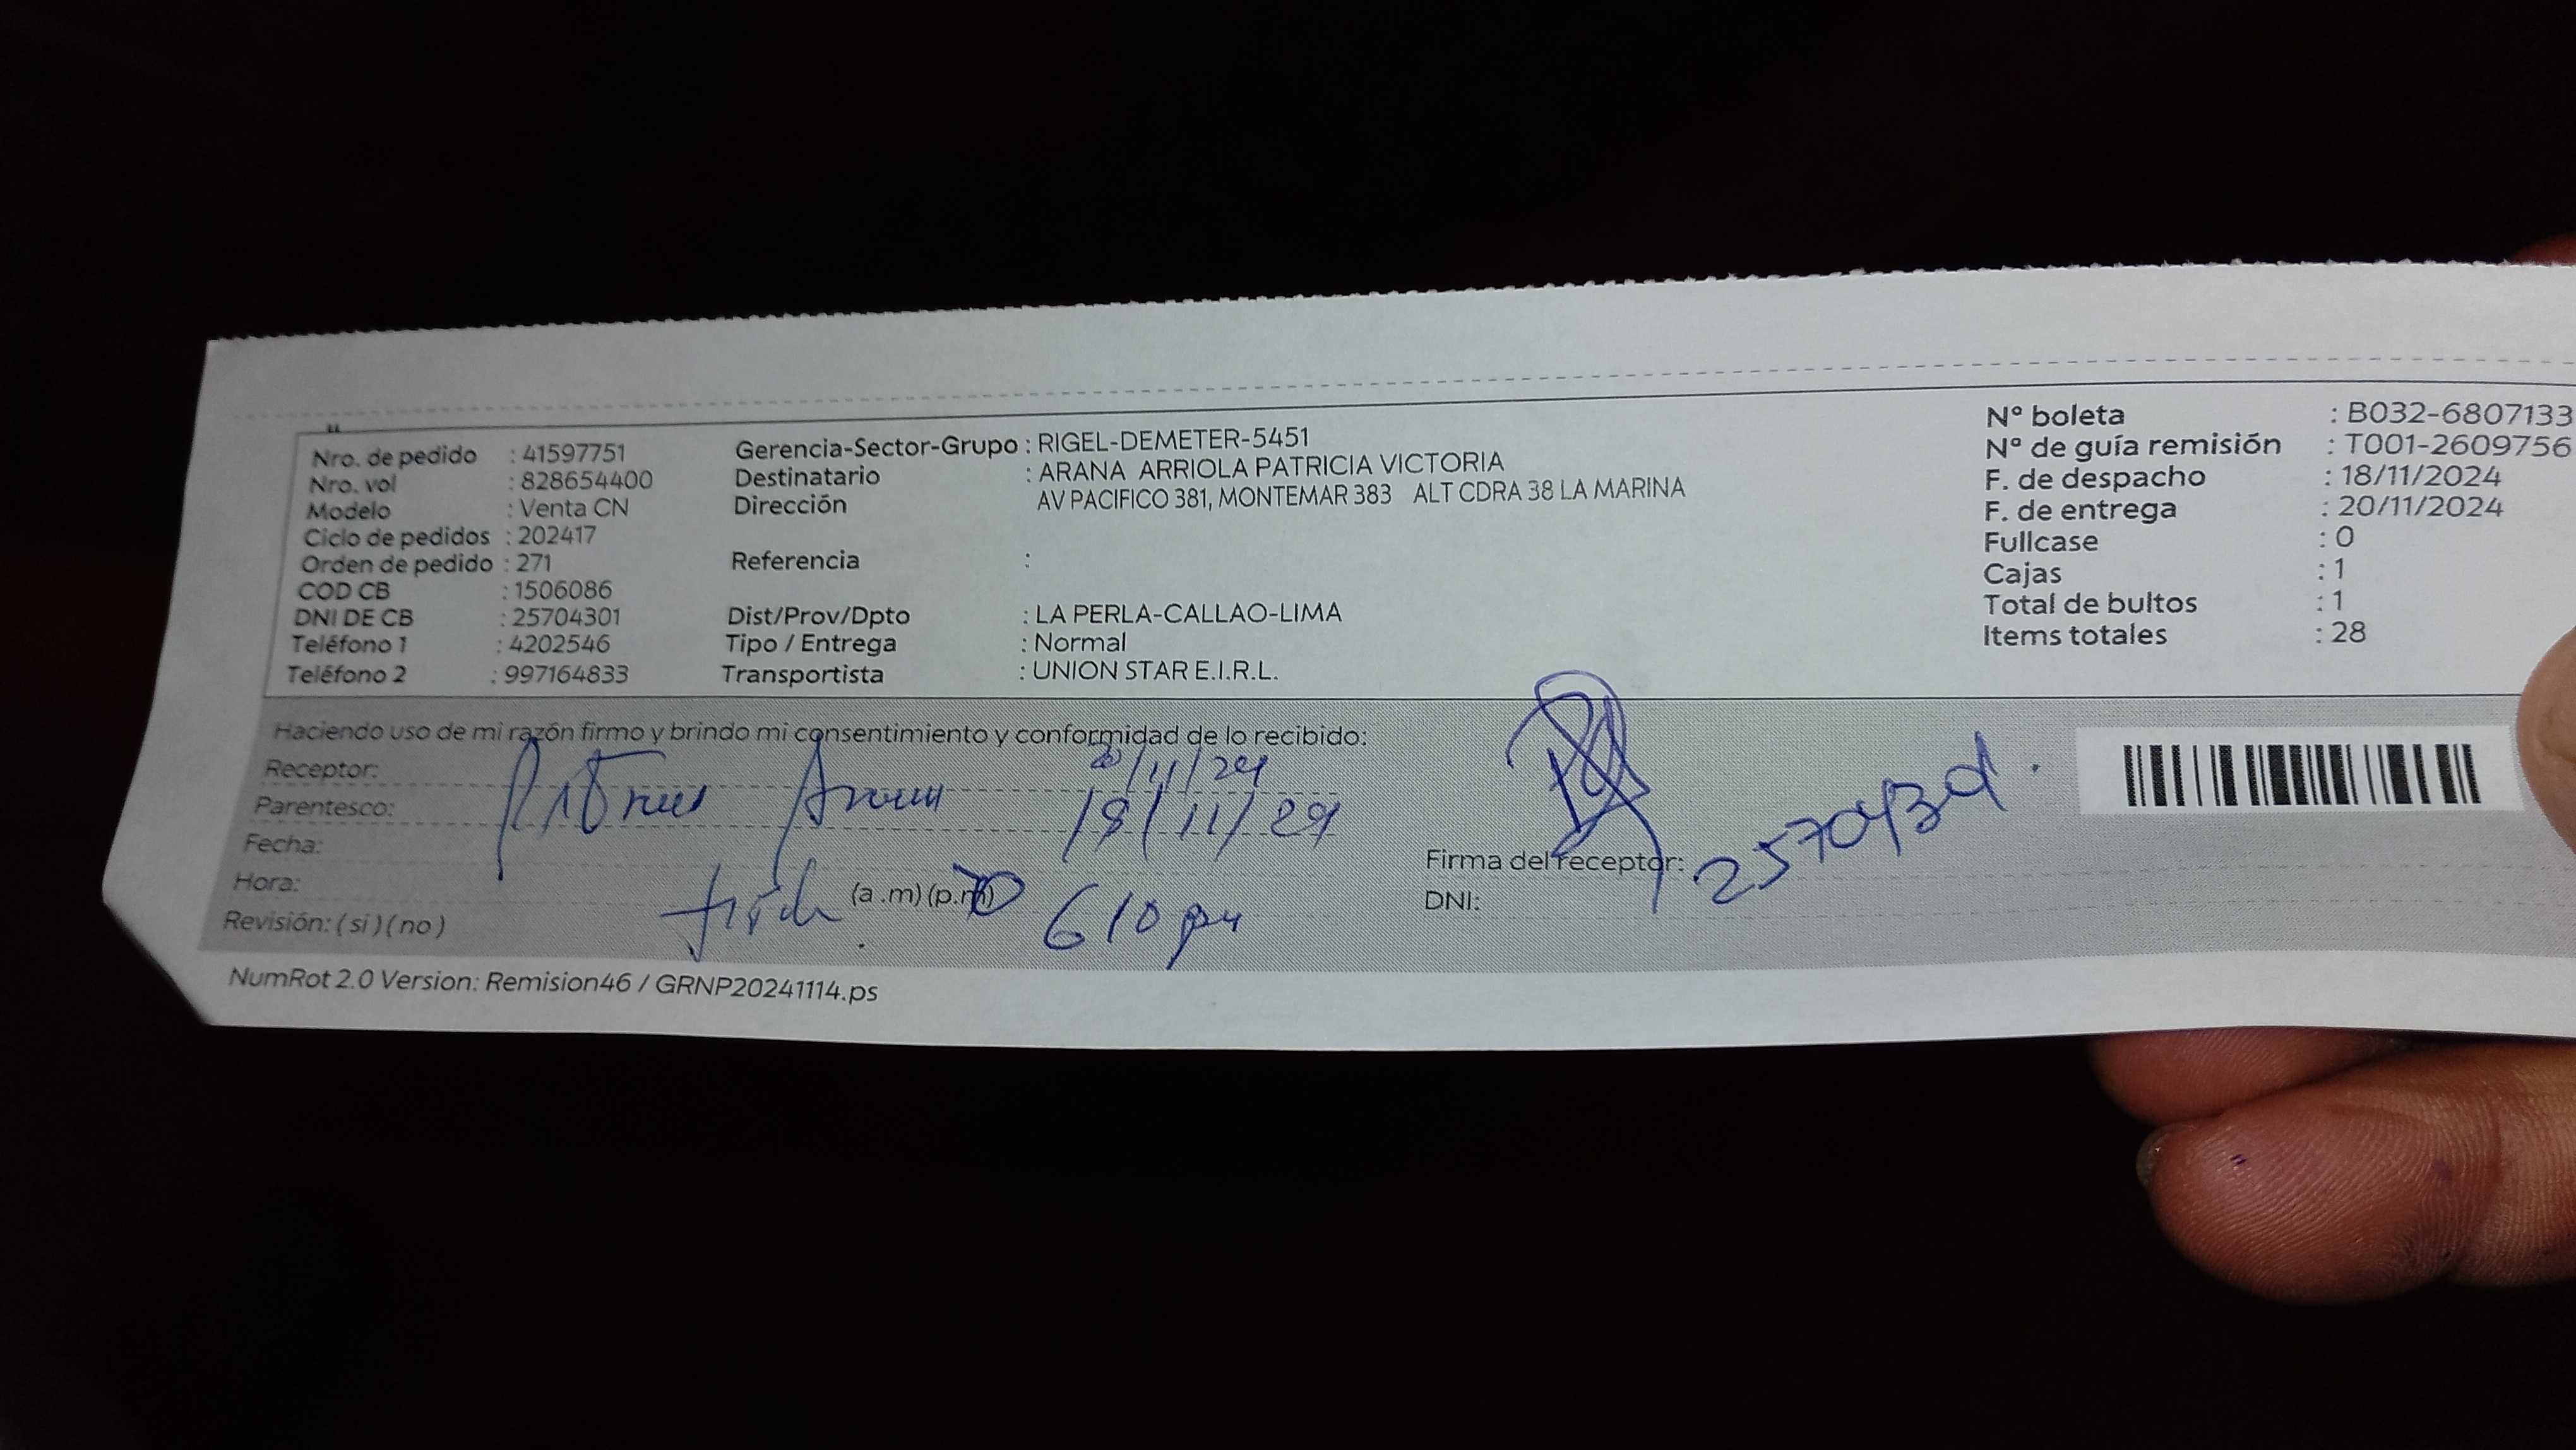 Nro. de pedido : 41597751
Nro. vol : 828654400
Modelo : Venta CN
Ciclo de pedidos : 202417
Orden de pedido : 271
COD CB : 1506086
DNI DE CB : 25704301
Teléfono 1 : 4202546
Teléfono 2 : 997164833
Gerencia-Sector-Grupo : RIGEL-DEMETER-5451
Destinatario : ARANA ARRIOLA PATRICIA VICTORIA
Dirección AV PACIFICO 381, MONTEMAR 383 ALT CDRA 38 LA MARINA
Referencia :
Dist/Prov/Dpto : LA PERLA-CALLAO-LIMA
Tipo / Entrega : Normal
Transportista : UNION STAR E.I.R.L.
N° boleta : B032-6807133
N° de guía remisión : T001-2609756
F. de despacho : 18/11/2024
F. de entrega : 20/11/2024
Fullcase : 0
Cajas : 1
Total de bultos : 1
Items totales : 28
Haciendo uso de mi razón firmo y brindo mi consentimiento y conformidad de lo recibido:
Receptor: 20/11/24
Parentesco: 19/11/24
Fecha:
Hora: (a .m) (p.m) 610 pm
Revisión: ( si ) ( no )
Firma del receptor:
DNI:
NumRot 2.0 Version: Remision46 / GRNP20241114.ps